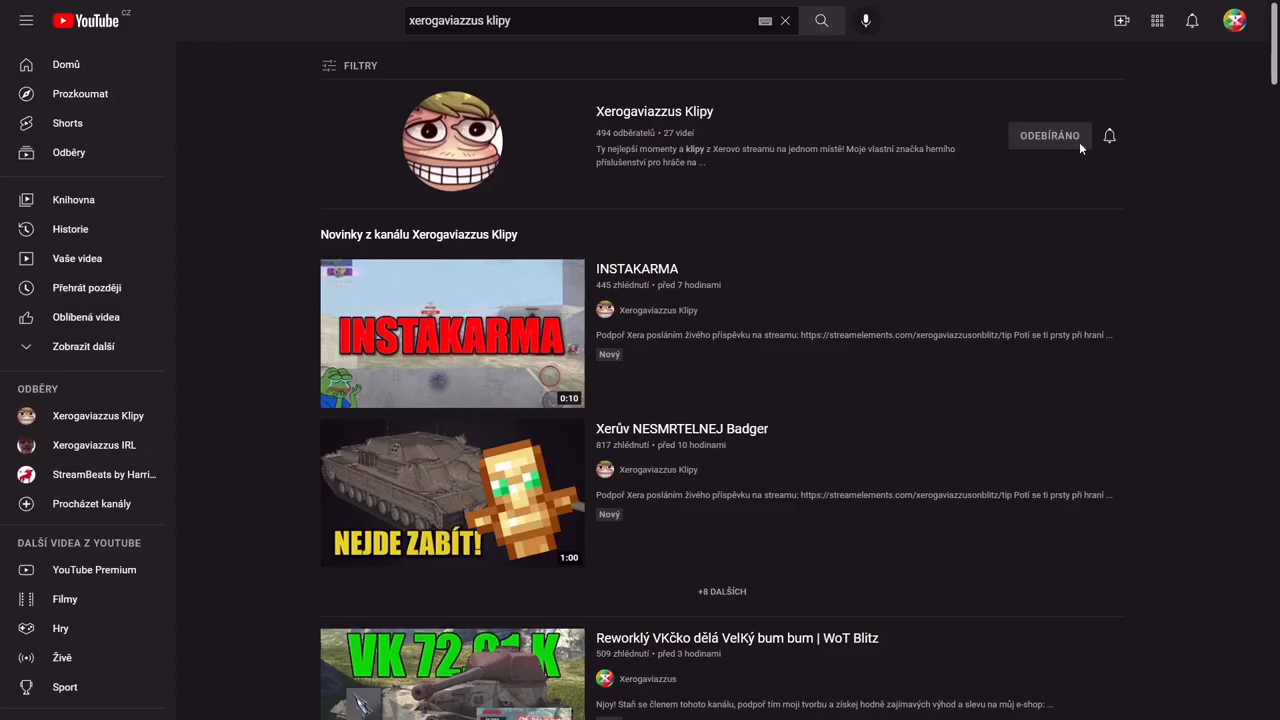 YouTube CZ
xerogaviazzus klipy
Domů
Prozkoumat
Shorts
Odběry
Knihovna
Historie
Vaše videa
Přehrát později
Oblíbená videa
Zobrazit další
ODBĚRY
Xerogaviazzus Klipy
Xerogaviazzus IRL
StreamBeats by Harri...
Procházet kanály
DALŠÍ VIDEA Z YOUTUBE
YouTube Premium
Filmy
Hry
Živě
Sport
FILTRY
Xerogaviazzus Klipy
494 odběratelů • 27 videí
Ty nejlepší momenty a klipy z Xerovo streamu na jednom místě! Moje vlastní značka herního
příslušenství pro hráče na ...
ODEBÍRÁNO
Novinky z kanálu Xerogaviazzus Klipy
INSTAKARMA
0:10
INSTAKARMA
445 zhlédnutí • před 7 hodinami
Xerogaviazzus Klipy
Podpoř Xera posláním živého příspěvku na streamu: https://streamelements.com/xerogaviazzusonblitz/tip Potí se ti prsty při hraní ...
Nový
NEJDE ZABÍT!
1:00
Xerův NESMRTELNEJ Badger
817 zhlédnutí • před 10 hodinami
Xerogaviazzus Klipy
Podpoř Xera posláním živého příspěvku na streamu: https://streamelements.com/xerogaviazzusonblitz/tip Potí se ti prsty při hraní ...
Nový
+8 DALŠÍCH
VK 72.01 K
Reworklý VKčko dělá VelKý bum bum | WoT Blitz
509 zhlédnutí • před 3 hodinami
Xerogaviazzus
Njoy! Staň se členem tohoto kanálu, podpoř tím moji tvorbu a získej hodně zajímavých výhod a slevu na můj e-shop: ...